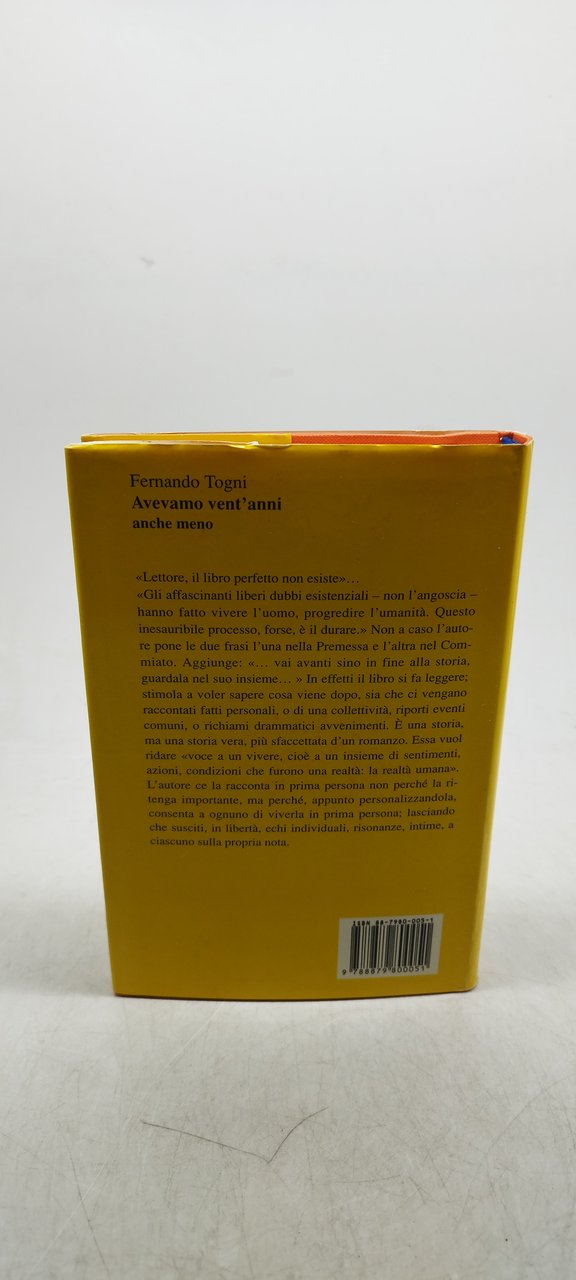 Fernando Togni
Avevamo vent'anni
anche meno
«Lettore, il libro perfetto non esiste»...
«Gli affascinanti liberi dubbi esistenziali – non l'angoscia –
hanno fatto vivere l'uomo, progredire l'umanità. Questo
inesauribile processo, forse, è il durare.» Non a caso l'auto-
re pone le due frasi l'una nella Premessa e l'altra nel Com-
miato. Aggiunge: «... vai avanti sino in fine alla storia,
guardala nel suo insieme... » In effetti il libro si fa leggere;
stimola a voler sapere cosa viene dopo, sia che ci vengano
raccontati fatti personali, o di una collettività, riporti eventi
comuni, o richiami drammatici avvenimenti. È una storia,
ma una storia vera, più sfaccettata d'un romanzo. Essa vuol
ridare «voce a un vivere, cioè a un insieme di sentimenti,
azioni, condizioni che furono una realtà: la realtà umana».
L'autore ce la racconta in prima persona non perché la ri-
tenga importante, ma perché, appunto personalizzandola,
consenta a ognuno di viverla in prima persona; lasciando
che susciti, in libertà, echi individuali, risonanze, intime, a
ciascuno sulla propria nota.
ISBN 88-7980-005-1
9 788879 800051